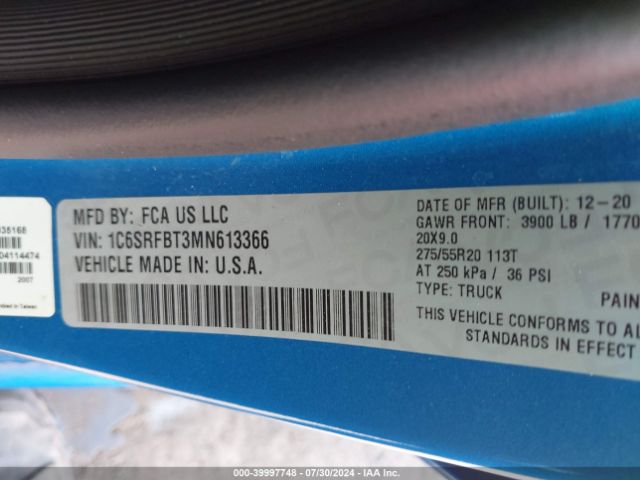 MFD BY: FCA US LLC
VIN: 1C6SRFBT3MN613366
VEHICLE MADE IN: U.S.A.
DATE OF MFR (BUILT): 12-20
GAWR FRONT: 3900 LB / 1770
20X9.0
275/55R20 113T
AT 250 kPa / 36 PSI
TYPE: TRUCK
PAIN
THIS VEHICLE CONFORMS TO AL
STANDARDS IN EFFECT
35168
04114474
2007
in Taiwan
000-39997748 - 07/30/2024 - IAA Inc.